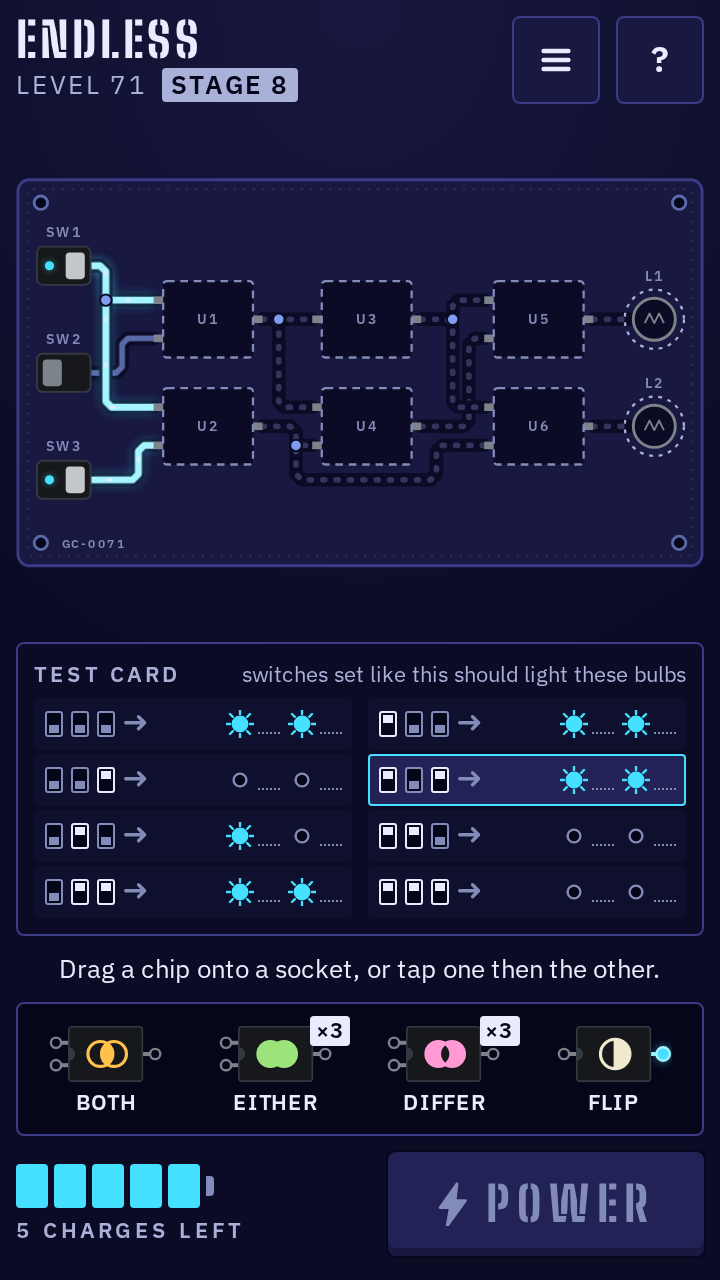 ENDLESS
LEVEL 71 STAGE 8
?
SW1
SW2
SW3
U1
U2
U3
U4
U5
U6
L1
L2
GC-0071
TEST CARD
switches set like this should light these bulbs
Drag a chip onto a socket, or tap one then the other.
BOTH
×3
EITHER
×3
DIFFER
FLIP
5 CHARGES LEFT
POWER